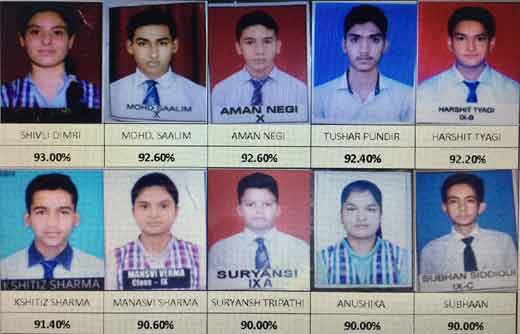 MOHD. SAALIM
X
AMAN NEGI
X
HARSHIT TYAGI
IX-B
SHIVLI DIMRI
MOHD. SAALIM
AMAN NEGI
TUSHAR PUNDIR
HARSHIT TYAGI
93.00%
92.60%
92.60%
92.40%
92.20%
KSHITIZ SHARMA
MANSVI VERMA
Class - IX
SURYANSI
IX A
SUBHAN SIDDIQUI
IX-C
KSHITIZ SHARMA
MANASVI SHARMA
SURYANSH TRIPATHI
ANUSHIKA
SUBHAAN
91.40%
90.60%
90.00%
90.00%
90.00%